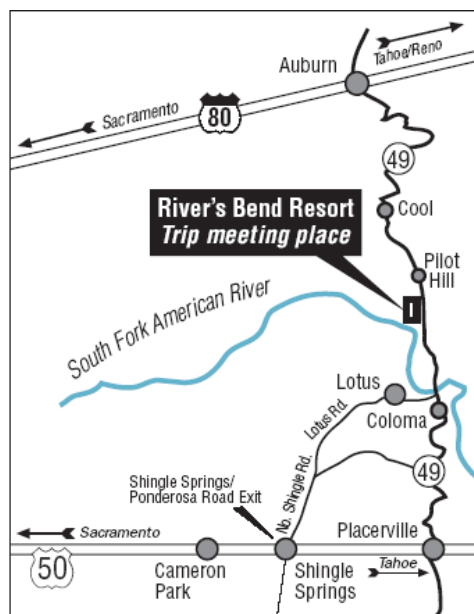 Tahoe/Reno
Auburn
Sacramento
80
49
River's Bend Resort
Trip meeting place
Cool
Pilot
Hill
South Fork American River
Lotus
Lotus Rd.
Coloma
No. Shingle Rd.
49
Shingle Springs/
Ponderosa Road Exit
Sacramento
Placerville
50
Cameron
Park
Shingle
Springs
Tahoe